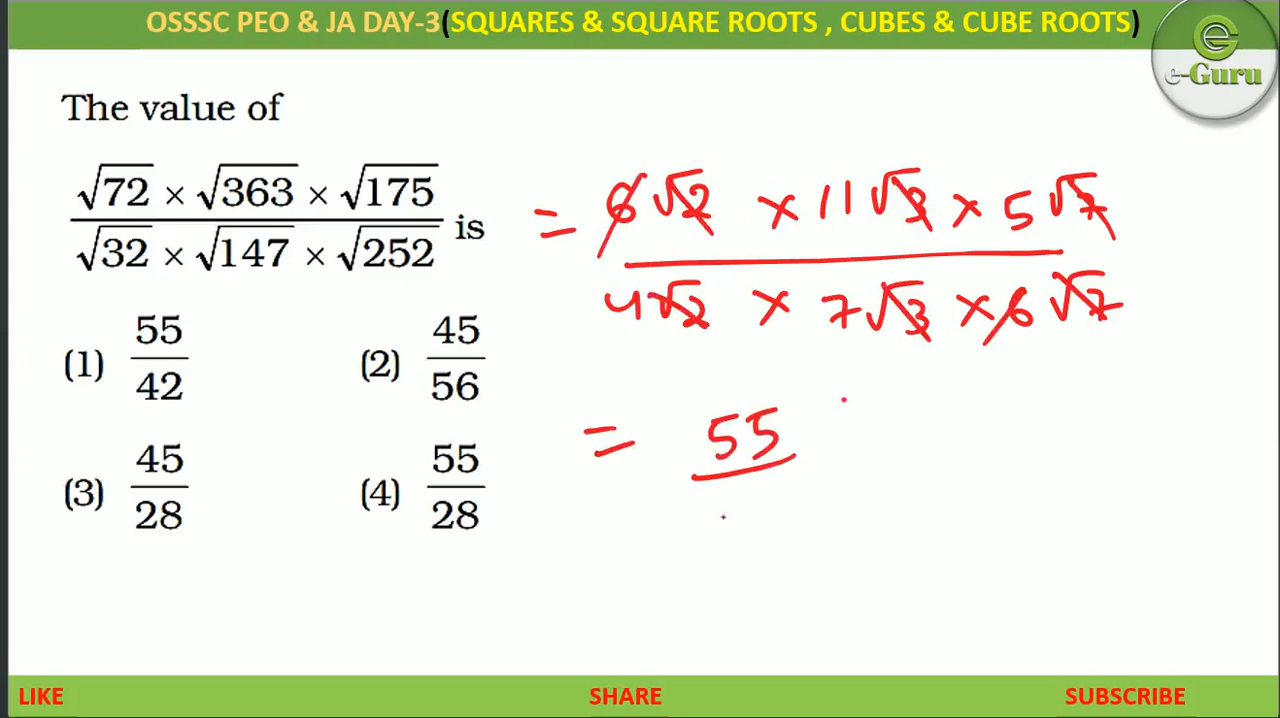 OSSSC PEO & JA DAY-3(SQUARES & SQUARE ROOTS , CUBES & CUBE ROOTS)
e-Guru
The value of
√72 × √363 × √175
√32 × √147 × √252
is
= 6√2 × 11√3 × 5√7
4√2 × 7√3 × 6√7
(1) 55/42 (2) 45/56
= 55
(3) 45/28 (4) 55/28
LIKE SHARE SUBSCRIBE